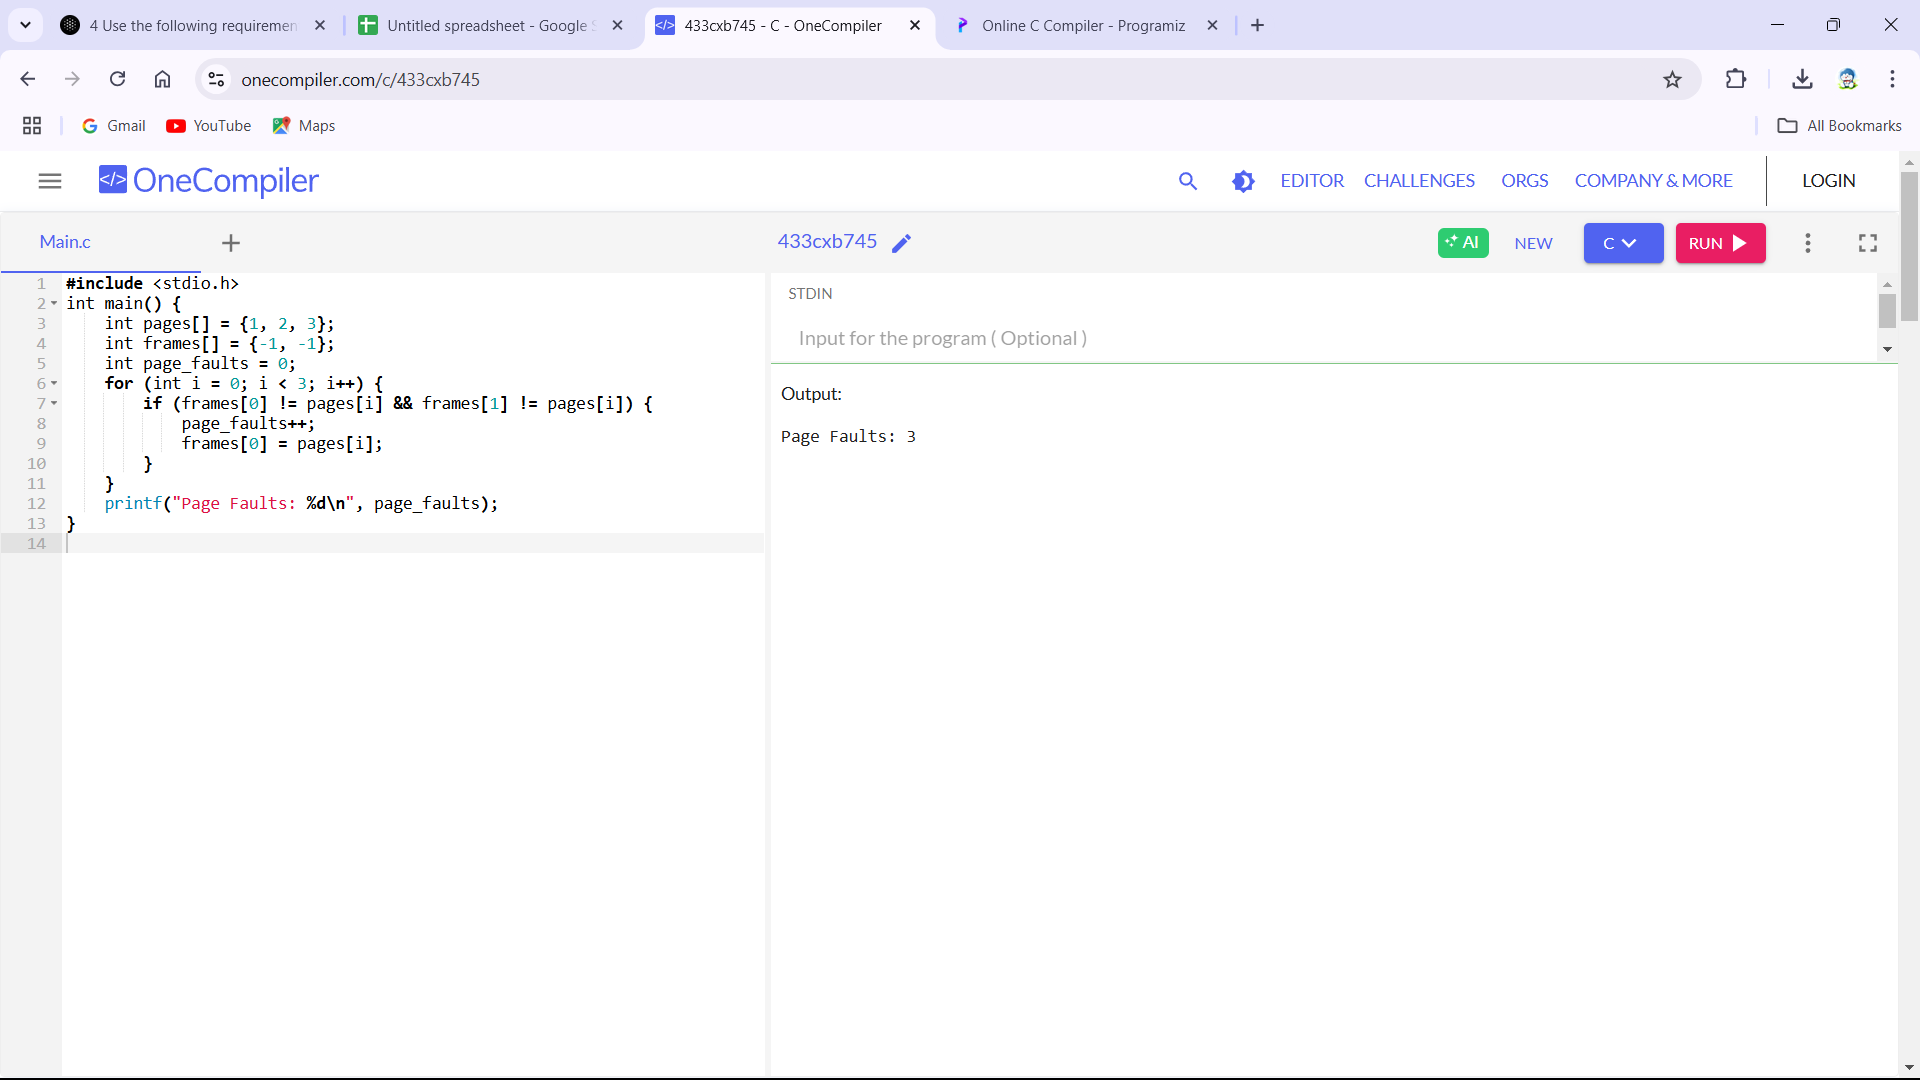 4 Use the following requiremen
Untitled spreadsheet - Google S
433cxb745 - C - OneCompiler
Online C Compiler - Programiz
onecompiler.com/c/433cxb745
Gmail
YouTube
Maps
All Bookmarks
</> OneCompiler
EDITOR
CHALLENGES
ORGS
COMPANY & MORE
LOGIN
Main.c
433cxb745
AI
NEW
C
RUN
1 #include <stdio.h>
2 int main() {
3     int pages[] = {1, 2, 3};
4     int frames[] = {-1, -1};
5     int page_faults = 0;
6     for (int i = 0; i < 3; i++) {
7         if (frames[0] != pages[i] && frames[1] != pages[i]) {
8             page_faults++;
9             frames[0] = pages[i];
10         }
11     }
12     printf("Page Faults: %d\n", page_faults);
13 }
14
STDIN
Input for the program ( Optional )
Output:
Page Faults: 3